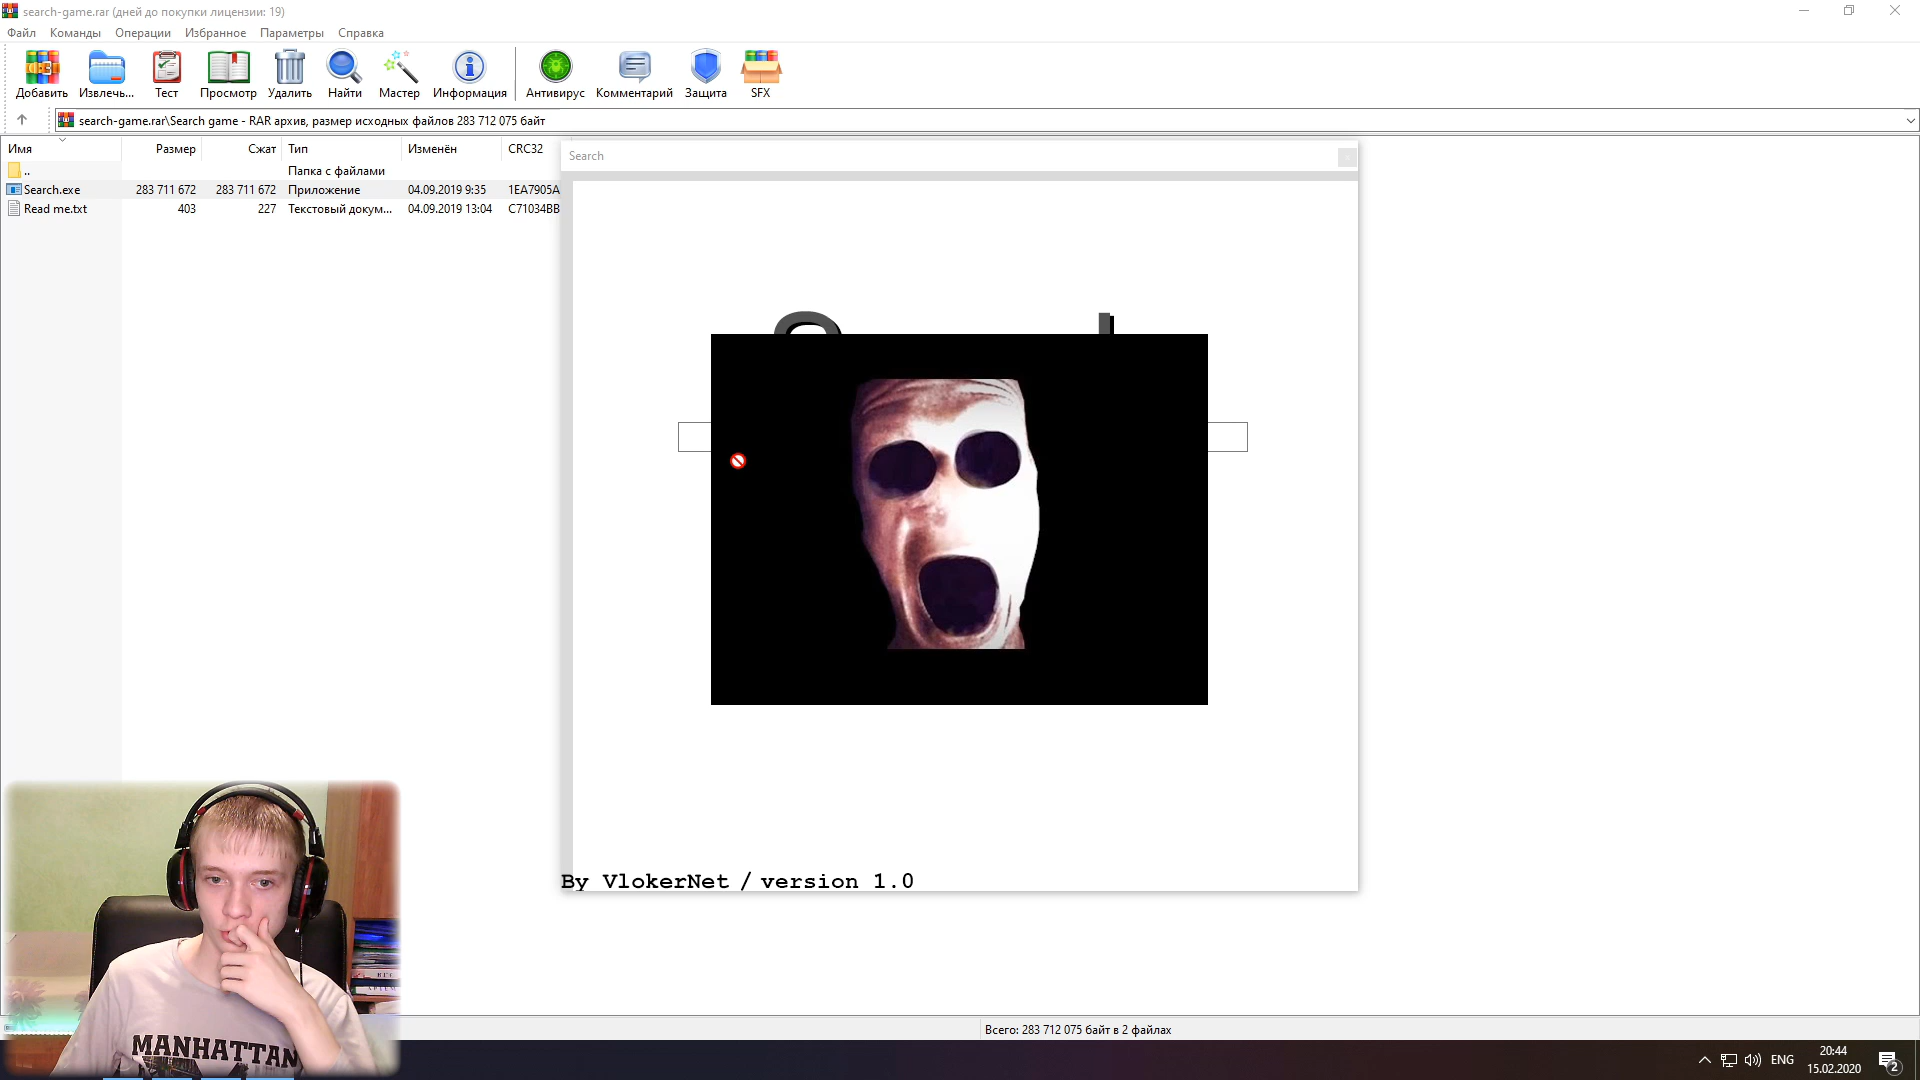 search-game.rar (дней до покупки лицензии: 19)
Файл Команды Операции Избранное Параметры Справка
Добавить Извлечь... Тест Просмотр Удалить Найти Мастер Информация Антивирус Комментарий Защита SFX
search-game.rar\Search game - RAR архив, размер исходных файлов 283 712 075 байт
Имя Размер Сжат Тип Изменён CRC32
.. Папка с файлами
Search.exe 283 711 672 283 711 672 Приложение 04.09.2019 9:35 1EA7905A
Read me.txt 403 227 Текстовый докум... 04.09.2019 13:04 C71034BB
Search
By VlokerNet / version 1.0
MANHATTAN
Всего: 283 712 075 байт в 2 файлах
ENG
20:44
15.02.2020
2